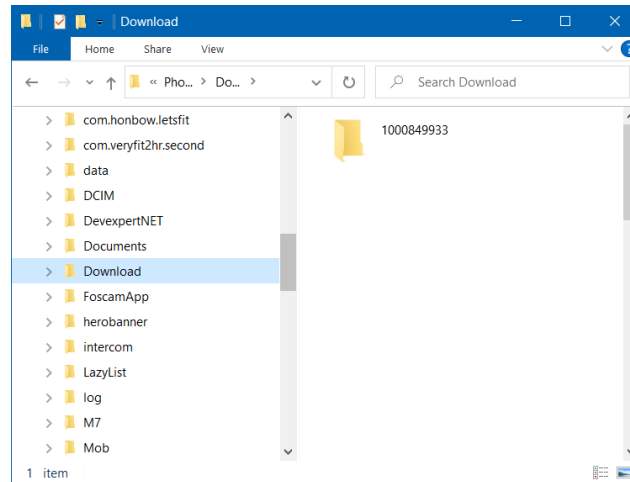 Download
File Home Share View ?
« Pho... > Do... > Search Download
com.honbow.letsfit
com.veryfit2hr.second
data
DCIM
DevexpertNET
Documents
Download
FoscamApp
herobanner
intercom
LazyList
log
M7
Mob
1000849933
1 item